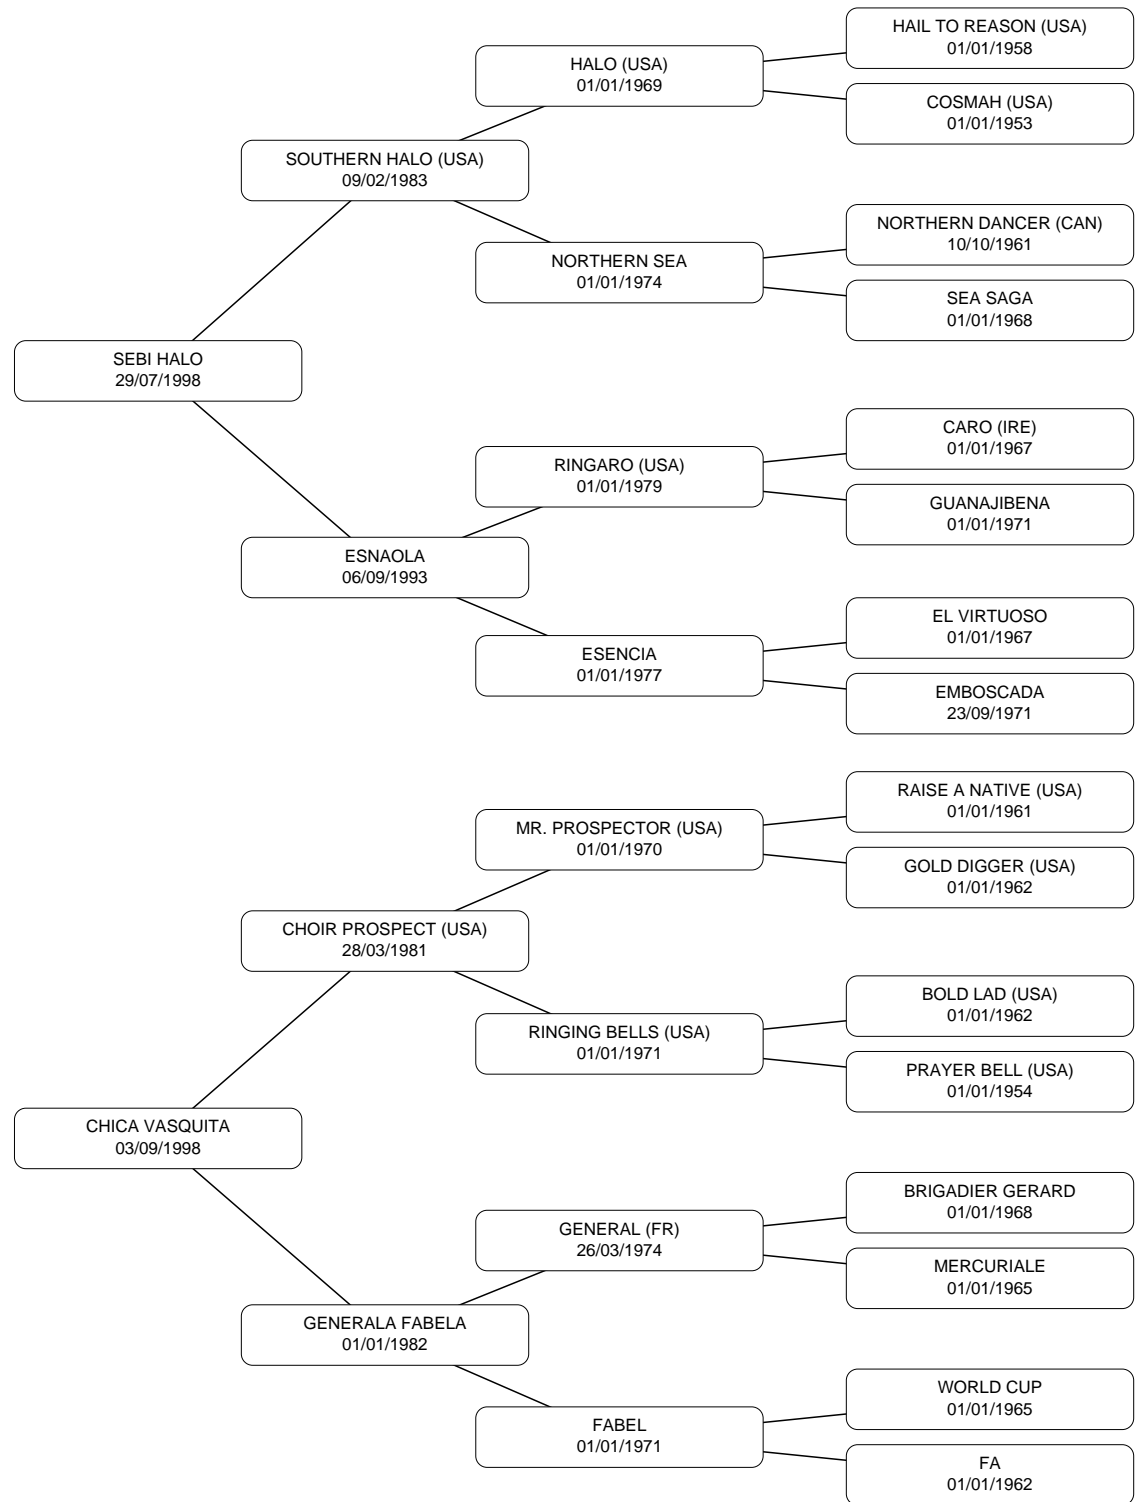 HAIL TO REASON (USA)
01/01/1958
HALO (USA)
01/01/1969
COSMAH (USA)
01/01/1953
SOUTHERN HALO (USA)
09/02/1983
NORTHERN DANCER (CAN)
10/10/1961
NORTHERN SEA
01/01/1974
SEA SAGA
01/01/1968
SEBI HALO
29/07/1998
CARO (IRE)
01/01/1967
RINGARO (USA)
01/01/1979
GUANAJIBENA
01/01/1971
ESNAOLA
06/09/1993
EL VIRTUOSO
01/01/1967
ESENCIA
01/01/1977
EMBOSCADA
23/09/1971
RAISE A NATIVE (USA)
01/01/1961
MR. PROSPECTOR (USA)
01/01/1970
GOLD DIGGER (USA)
01/01/1962
CHOIR PROSPECT (USA)
28/03/1981
BOLD LAD (USA)
01/01/1962
RINGING BELLS (USA)
01/01/1971
PRAYER BELL (USA)
01/01/1954
CHICA VASQUITA
03/09/1998
BRIGADIER GERARD
01/01/1968
GENERAL (FR)
26/03/1974
MERCURIALE
01/01/1965
GENERALA FABELA
01/01/1982
WORLD CUP
01/01/1965
FABEL
01/01/1971
FA
01/01/1962